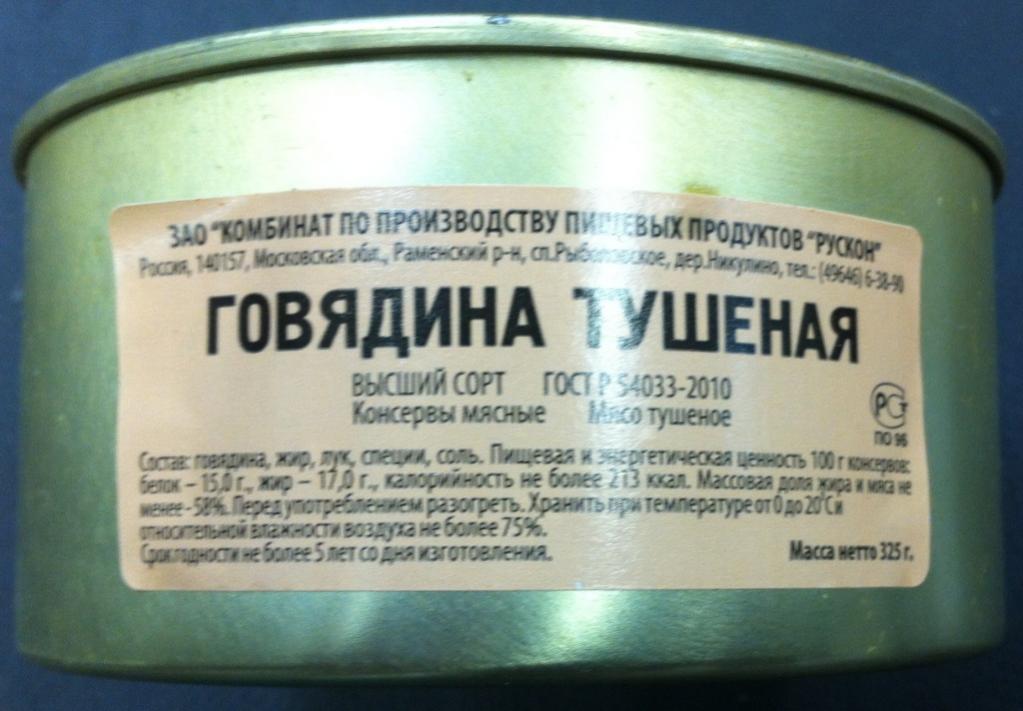 ЗАО "КОМБИНАТ ПО ПРОИЗВОДСТВУ ПИЩЕВЫХ ПРОДУКТОВ "РУСКОН"
Россия, 140157, Московская обл., Раменский р-н, сп.Рыболовское, дер.Никулино, тел.: (49646) 6-38-90
ГОВЯДИНА ТУШЕНАЯ
ВЫСШИЙ СОРТ ГОСТ Р 54033-2010
Консервы мясные Мясо тушеное
РСТ
ПО 96
Состав: говядина, жир, лук, специи, соль. Пищевая и энергетическая ценность 100 г консервов:
белок – 15,0 г., жир – 17,0 г., калорийность не более 213 ккал. Массовая доля жира и мяса не
менее - 58%. Перед употреблением разогреть. Хранить при температуре от 0 до 20°С и
относительной влажности воздуха не более 75%.
Срок годности не более 5 лет со дня изготовления.
Масса нетто 325 г.